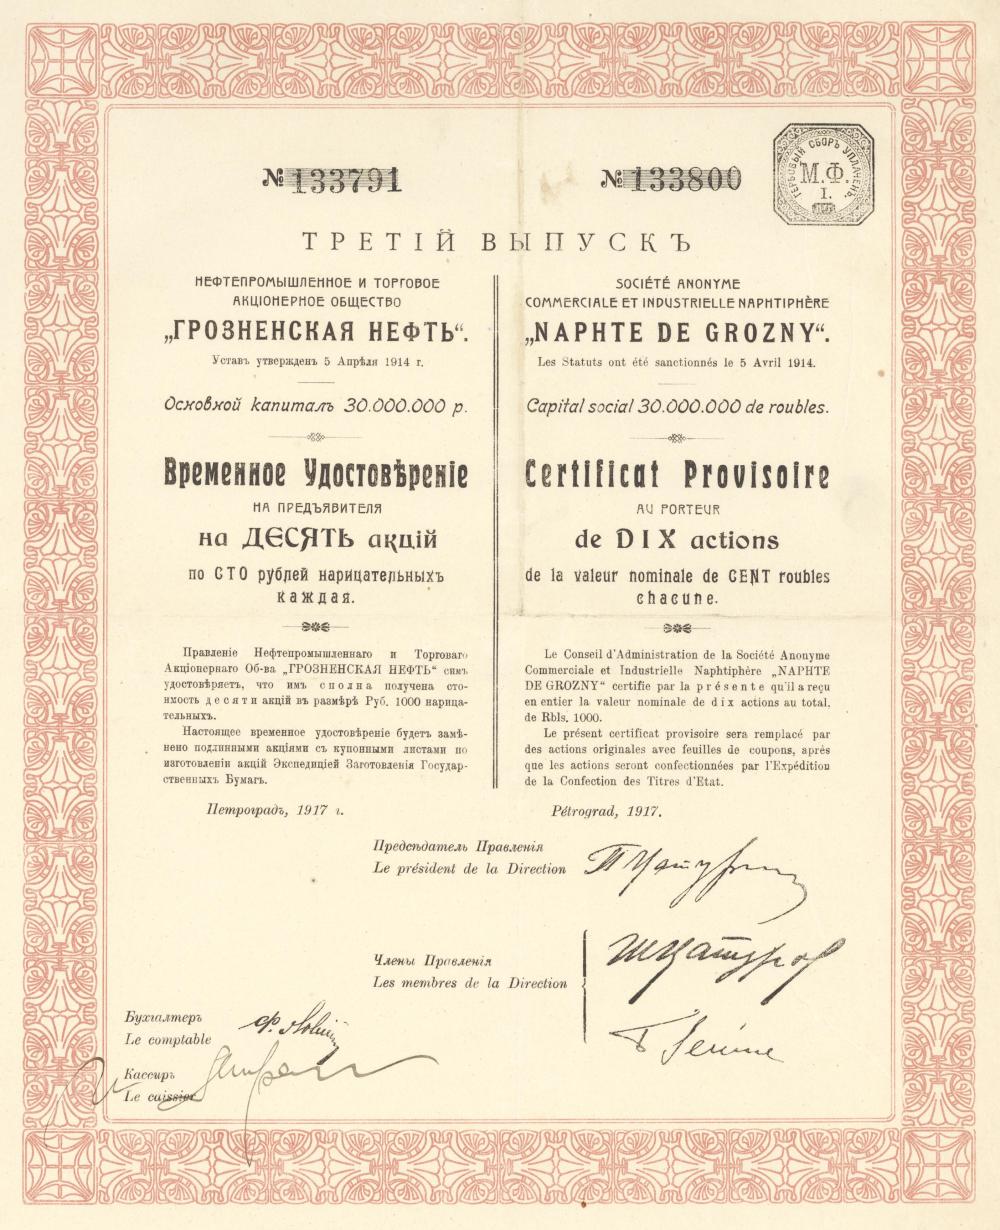 № 133791
№ 133800
ГЕРБОВЫЙ СБОРЪ УПЛАЧЕНЪ.
М.Ф.
I.
ТРЕТІЙ ВЫПУСКЪ
НЕФТЕПРОМЫШЛЕННОЕ И ТОРГОВОЕ
АКЦІОНЕРНОЕ ОБЩЕСТВО
„ГРОЗНЕНСКАЯ НЕФТЬ“.
Уставъ утвержденъ 5 Апрѣля 1914 г.
Основной капиталъ 30.000.000 р.
Временное Удостовѣреніе
НА ПРЕДЪЯВИТЕЛЯ
на ДЕСЯТЬ акцій
по СТО рублей нарицательныхъ
каждая.
Правленіе Нефтепромышленнаго и Торговаго
Акціонернаго Об-ва „ГРОЗНЕНСКАЯ НЕФТЬ“ симъ
удостовѣряетъ, что имъ сполна получена сто-
имость десяти акцій въ размѣрѣ Руб. 1000 нарица-
тельныхъ.
Настоящее временное удостовѣреніе будетъ замѣ-
нено подлинными акціями съ купонными листами по
изготовленіи акцій Экспедиціей Заготовленія Государ-
ственныхъ Бумагъ.
Петроградъ, 1917 г.
SOCIÉTÉ ANONYME
COMMERCIALE ET INDUSTRIELLE NAPHTIPHÈRE
„NAPHTE DE GROZNY“.
Les Statuts ont été sanctionnés le 5 Avril 1914.
Capital social 30.000.000 de roubles.
Certificat Provisoire
AU PORTEUR
de DIX actions
de la valeur nominale de CENT roubles
chacune.
Le Conseil d'Administration de la Société Anonyme
Commerciale et Industrielle Naphtiphère „NAPHTE
DE GROZNY“ certifie par la présente qu'il a reçu
en entier la valeur nominale de dix actions au total.
de Rbls. 1000.
Le présent certificat provisoire sera remplacé par
des actions originales avec feuilles de coupons, après
que les actions seront confectionnées par l'Expédition
de la Confection des Titres d'Etat.
Pétrograd, 1917.
Предсѣдатель Правленія
Le président de la Direction
Члены Правленія
Les membres de la Direction
Бухгалтеръ
Le comptable
Кассиръ
Le caissier